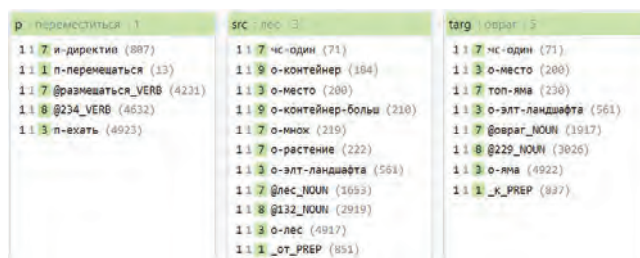 p переместиться 1
1 1 7 и-директив (807)
1 1 1 п-перемещаться (13)
1 1 7 @размещаться_VERB (4231)
1 1 8 @234_VERB (4632)
1 1 3 п-ехать (4923)
src лес 3
1 1 7 чс-один (71)
1 1 9 о-контейнер (184)
1 1 3 о-место (200)
1 1 9 о-контейнер-больш (210)
1 1 7 о-множ (219)
1 1 7 о-растение (222)
1 1 3 о-элт-ландшафта (561)
1 1 7 @лес_NOUN (1653)
1 1 8 @132_NOUN (2919)
1 1 3 о-лес (4917)
1 1 1 _от_PREP (851)
targ овраг 5
1 1 7 чс-один (71)
1 1 3 о-место (200)
1 1 7 топ-яма (230)
1 1 3 о-элт-ландшафта (561)
1 1 7 @овраг_NOUN (1917)
1 1 8 @229_NOUN (3026)
1 1 3 о-яма (4922)
1 1 1 _к_PREP (837)